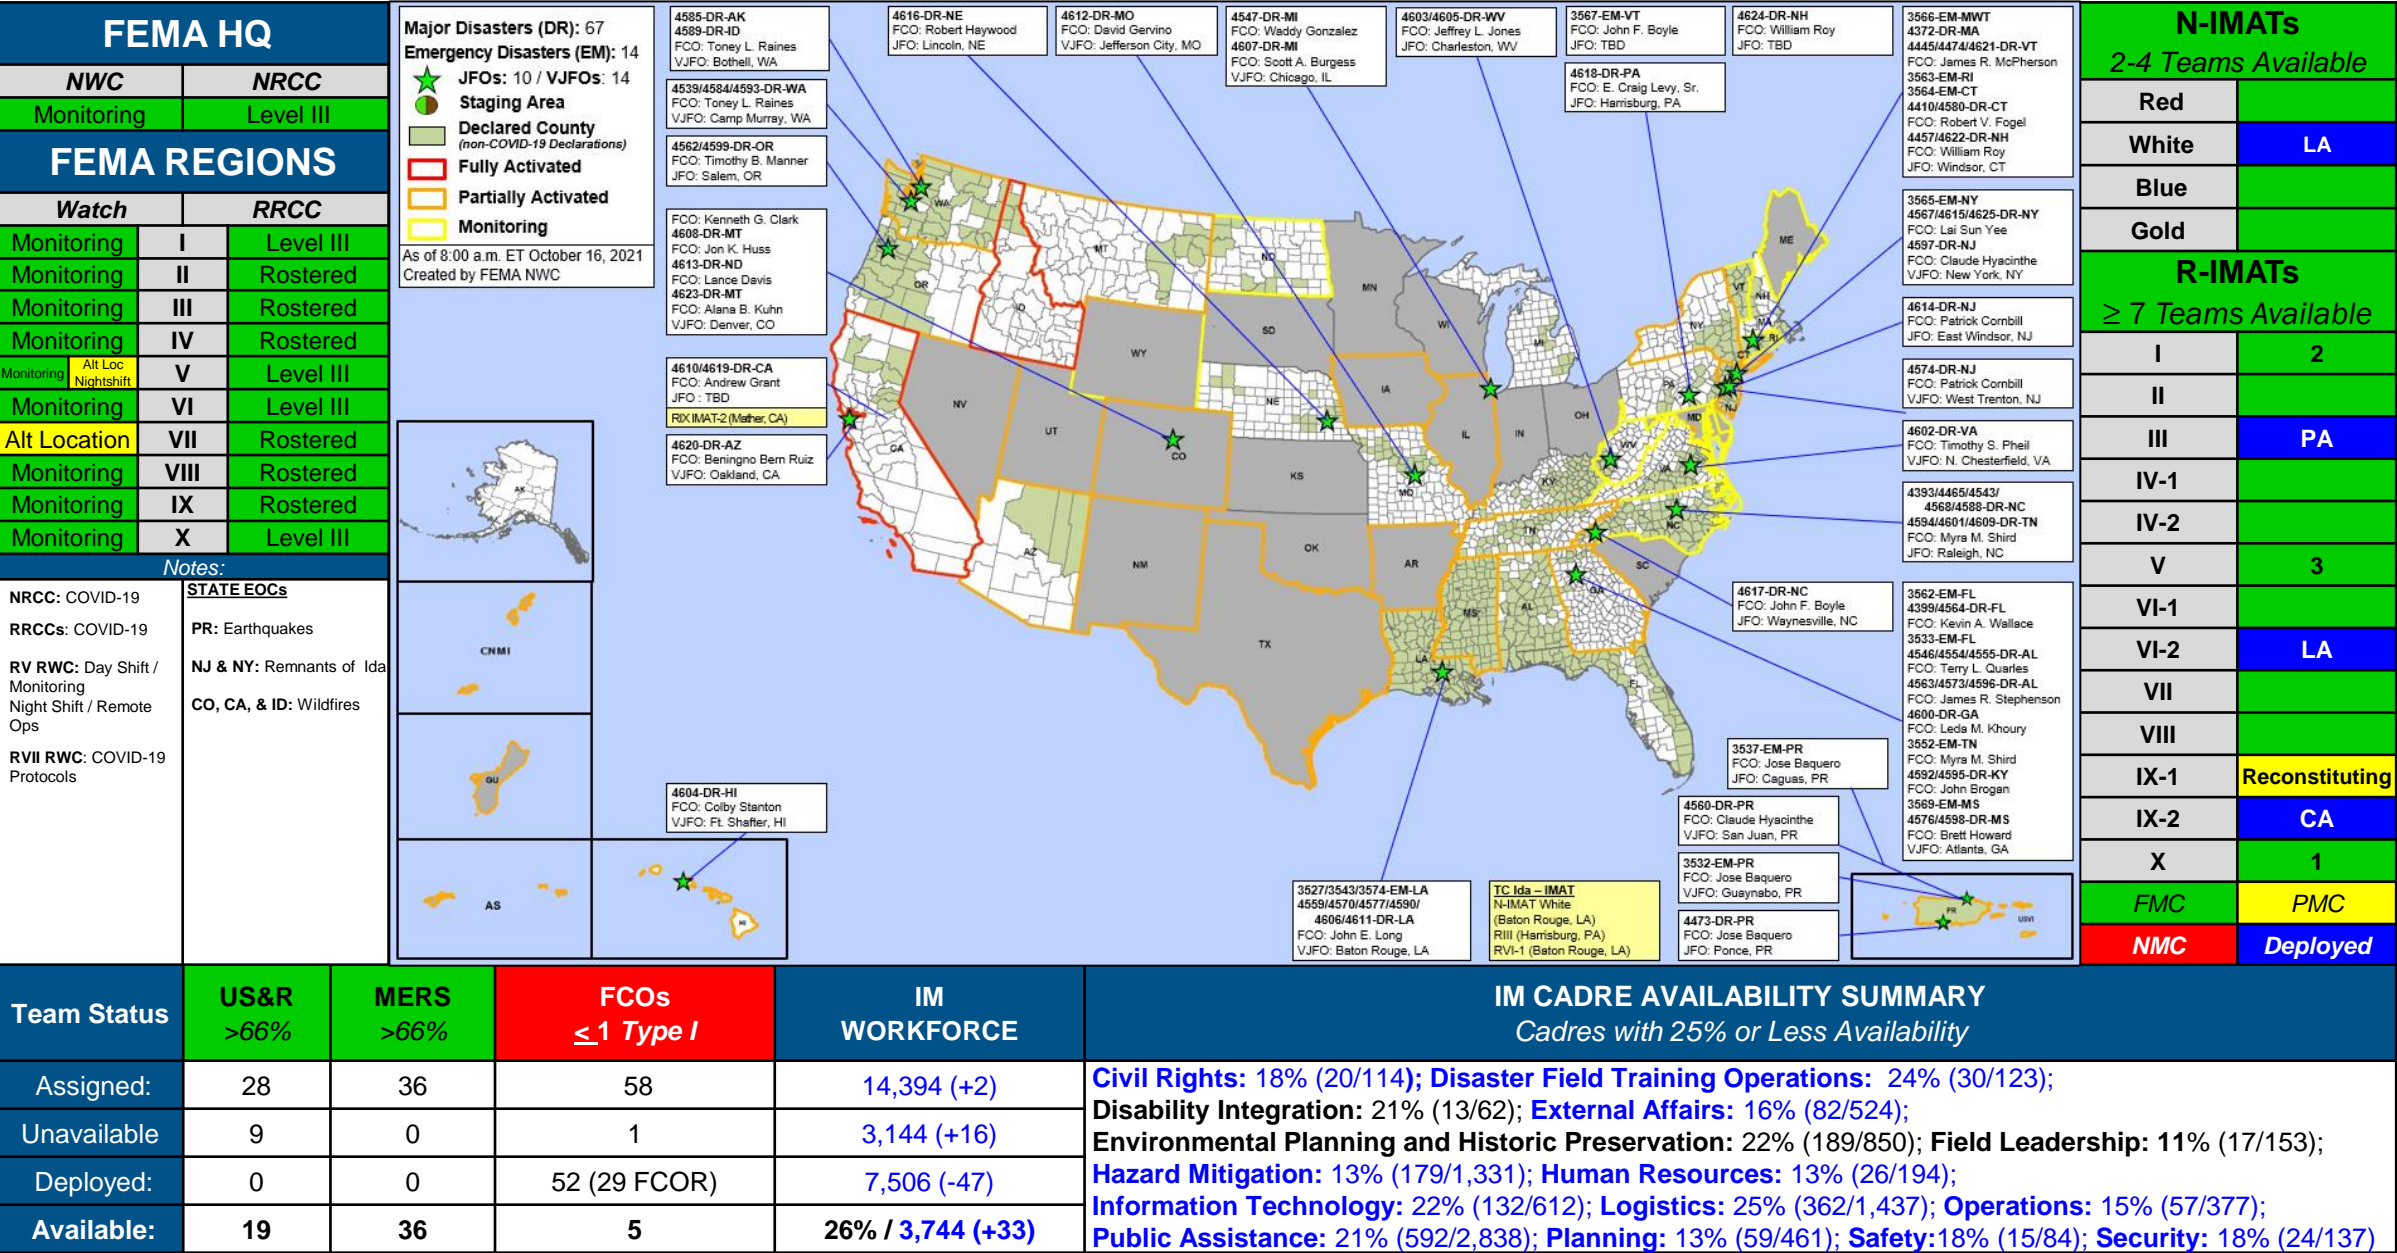 FEMA HQ
NWC NRCC
Monitoring Level III
FEMA REGIONS
Watch RRCC
Monitoring I Level III
Monitoring II Rostered
Monitoring III Rostered
Monitoring IV Rostered
Monitoring Alt Loc Nightshift V Level III
Monitoring VI Level III
Alt Location VII Rostered
Monitoring VIII Rostered
Monitoring IX Rostered
Monitoring X Level III
Notes:
NRCC: COVID-19
RRCCs: COVID-19
RV RWC: Day Shift /
Monitoring
Night Shift / Remote
Ops
RVII RWC: COVID-19
Protocols
STATE EOCs
PR: Earthquakes
NJ & NY: Remnants of Ida
CO, CA, & ID: Wildfires
Major Disasters (DR): 67
Emergency Disasters (EM): 14
JFOs: 10 / VJFOs: 14
Staging Area
Declared County
(non-COVID-19 Declarations)
Fully Activated
Partially Activated
Monitoring
As of 8:00 a.m. ET October 16, 2021
Created by FEMA NWC
4585-DR-AK
4589-DR-ID
FCO: Toney L. Raines
VJFO: Bothell, WA
4539/4584/4593-DR-WA
FCO: Toney L. Raines
VJFO: Camp Murray, WA
4562/4599-DR-OR
FCO: Timothy B. Manner
JFO: Salem, OR
FCO: Kenneth G. Clark
4608-DR-MT
FCO: Jon K. Huss
4613-DR-ND
FCO: Lance Davis
4623-DR-MT
FCO: Alana B. Kuhn
VJFO: Denver, CO
4610/4619-DR-CA
FCO: Andrew Grant
JFO : TBD
RIX IMAT-2 (Mather, CA)
4620-DR-AZ
FCO: Beningno Bern Ruiz
VJFO: Oakland, CA
4616-DR-NE
FCO: Robert Haywood
JFO: Lincoln, NE
4612-DR-MO
FCO: David Gervino
VJFO: Jefferson City, MO
4547-DR-MI
FCO: Waddy Gonzalez
4607-DR-MI
FCO: Scott A. Burgess
VJFO: Chicago, IL
4603/4605-DR-WV
FCO: Jeffrey L. Jones
JFO: Charleston, WV
3567-EM-VT
FCO: John F. Boyle
JFO: TBD
4618-DR-PA
FCO: E. Craig Levy, Sr.
JFO: Harrisburg, PA
4624-DR-NH
FCO: William Roy
JFO: TBD
3566-EM-MWT
4372-DR-MA
4445/4474/4621-DR-VT
FCO: James R. McPherson
3563-EM-RI
3564-EM-CT
4410/4580-DR-CT
FCO: Robert V. Fogel
4457/4622-DR-NH
FCO: William Roy
JFO: Windsor, CT
3565-EM-NY
4567/4615/4625-DR-NY
FCO: Lai Sun Yee
4597-DR-NJ
FCO: Claude Hyacinthe
VJFO: New York, NY
4614-DR-NJ
FCO: Patrick Cornbill
JFO: East Windsor, NJ
4574-DR-NJ
FCO: Patrick Cornbill
VJFO: West Trenton, NJ
4602-DR-VA
FCO: Timothy S. Pheil
VJFO: N. Chesterfield, VA
4393/4465/4543/
4568/4588-DR-NC
4594/4601/4609-DR-TN
FCO: Myra M. Shird
JFO: Raleigh, NC
4617-DR-NC
FCO: John F. Boyle
JFO: Waynesville, NC
3562-EM-FL
4399/4564-DR-FL
FCO: Kevin A. Wallace
3533-EM-FL
4546/4554/4555-DR-AL
FCO: Terry L. Quarles
4563/4573/4596-DR-AL
FCO: James R. Stephenson
4600-DR-GA
FCO: Leda M. Khoury
3552-EM-TN
FCO: Myra M. Shird
4592/4595-DR-KY
FCO: John Brogan
3569-EM-MS
4576/4598-DR-MS
FCO: Brett Howard
VJFO: Atlanta, GA
3537-EM-PR
FCO: Jose Baquero
JFO: Caguas, PR
4560-DR-PR
FCO: Claude Hyacinthe
VJFO: San Juan, PR
3532-EM-PR
FCO: Jose Baquero
VJFO: Guaynabo, PR
4473-DR-PR
FCO: Jose Baquero
JFO: Ponce, PR
4604-DR-HI
FCO: Colby Stanton
VJFO: Ft. Shafter, HI
3527/3543/3574-EM-LA
4559/4570/4577/4590/
4606/4611-DR-LA
FCO: John E. Long
VJFO: Baton Rouge, LA
TC Ida – IMAT
N-IMAT White
(Baton Rouge, LA)
RIII (Harrisburg, PA)
RVI-1 (Baton Rouge, LA)
WA
OR
ID
MT
ND
MN
SD
WY
WI
MI
NV
UT
CO
NE
IA
IL
IN
OH
KS
MO
CA
AZ
NM
OK
AR
TX
LA
MS
AL
GA
FL
SC
NC
TN
KY
WV
VA
MD
PA
NJ
NY
CT
RI
MA
VT
NH
ME
AK
CNMI
GU
AS
HI
PR
USVI
N-IMATs
2-4 Teams Available
Red
White LA
Blue
Gold
R-IMATs
≥ 7 Teams Available
I 2
II
III PA
IV-1
IV-2
V 3
VI-1
VI-2 LA
VII
VIII
IX-1 Reconstituting
IX-2 CA
X 1
FMC PMC
NMC Deployed
Team Status US&R >66% MERS >66% FCOs < 1 Type I IM WORKFORCE
Assigned: 28 36 58 14,394 (+2)
Unavailable 9 0 1 3,144 (+16)
Deployed: 0 0 52 (29 FCOR) 7,506 (-47)
Available: 19 36 5 26% / 3,744 (+33)
IM CADRE AVAILABILITY SUMMARY
Cadres with 25% or Less Availability
Civil Rights: 18% (20/114); Disaster Field Training Operations: 24% (30/123);
Disability Integration: 21% (13/62); External Affairs: 16% (82/524);
Environmental Planning and Historic Preservation: 22% (189/850); Field Leadership: 11% (17/153);
Hazard Mitigation: 13% (179/1,331); Human Resources: 13% (26/194);
Information Technology: 22% (132/612); Logistics: 25% (362/1,437); Operations: 15% (57/377);
Public Assistance: 21% (592/2,838); Planning: 13% (59/461); Safety:18% (15/84); Security: 18% (24/137)